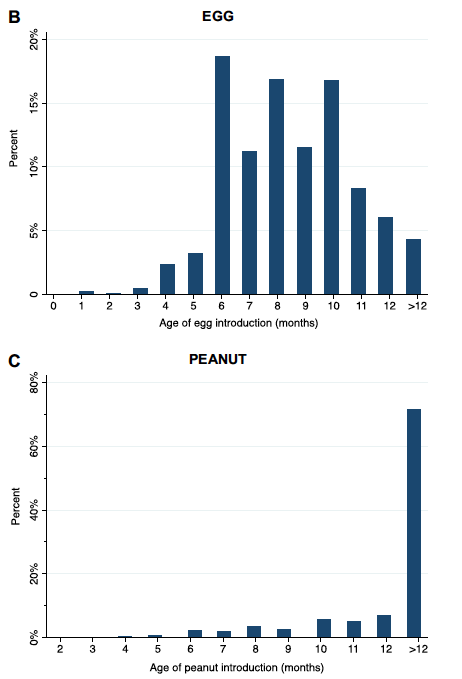 B EGG
20%
15%
10%
5%
0
Percent
0 1 2 3 4 5 6 7 8 9 10 11 12 >12
Age of egg introduction (months)
C PEANUT
80%
60%
40%
20%
0%
Percent
2 3 4 5 6 7 8 9 10 11 12 >12
Age of peanut introduction (months)